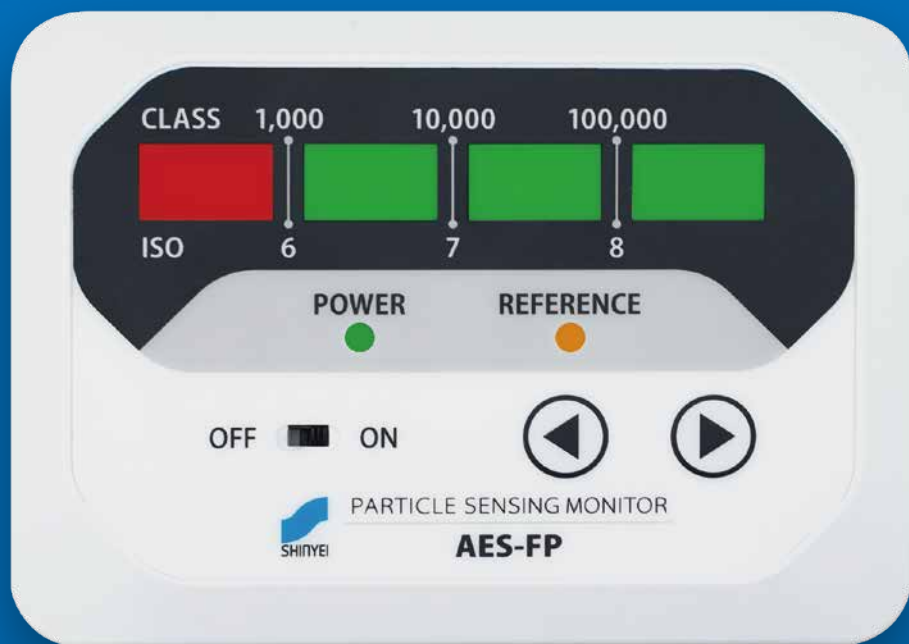 CLASS 1,000 10,000 100,000
ISO 6 7 8
POWER REFERENCE
OFF ON
PARTICLE SENSING MONITOR
SHINYEI
AES-FP